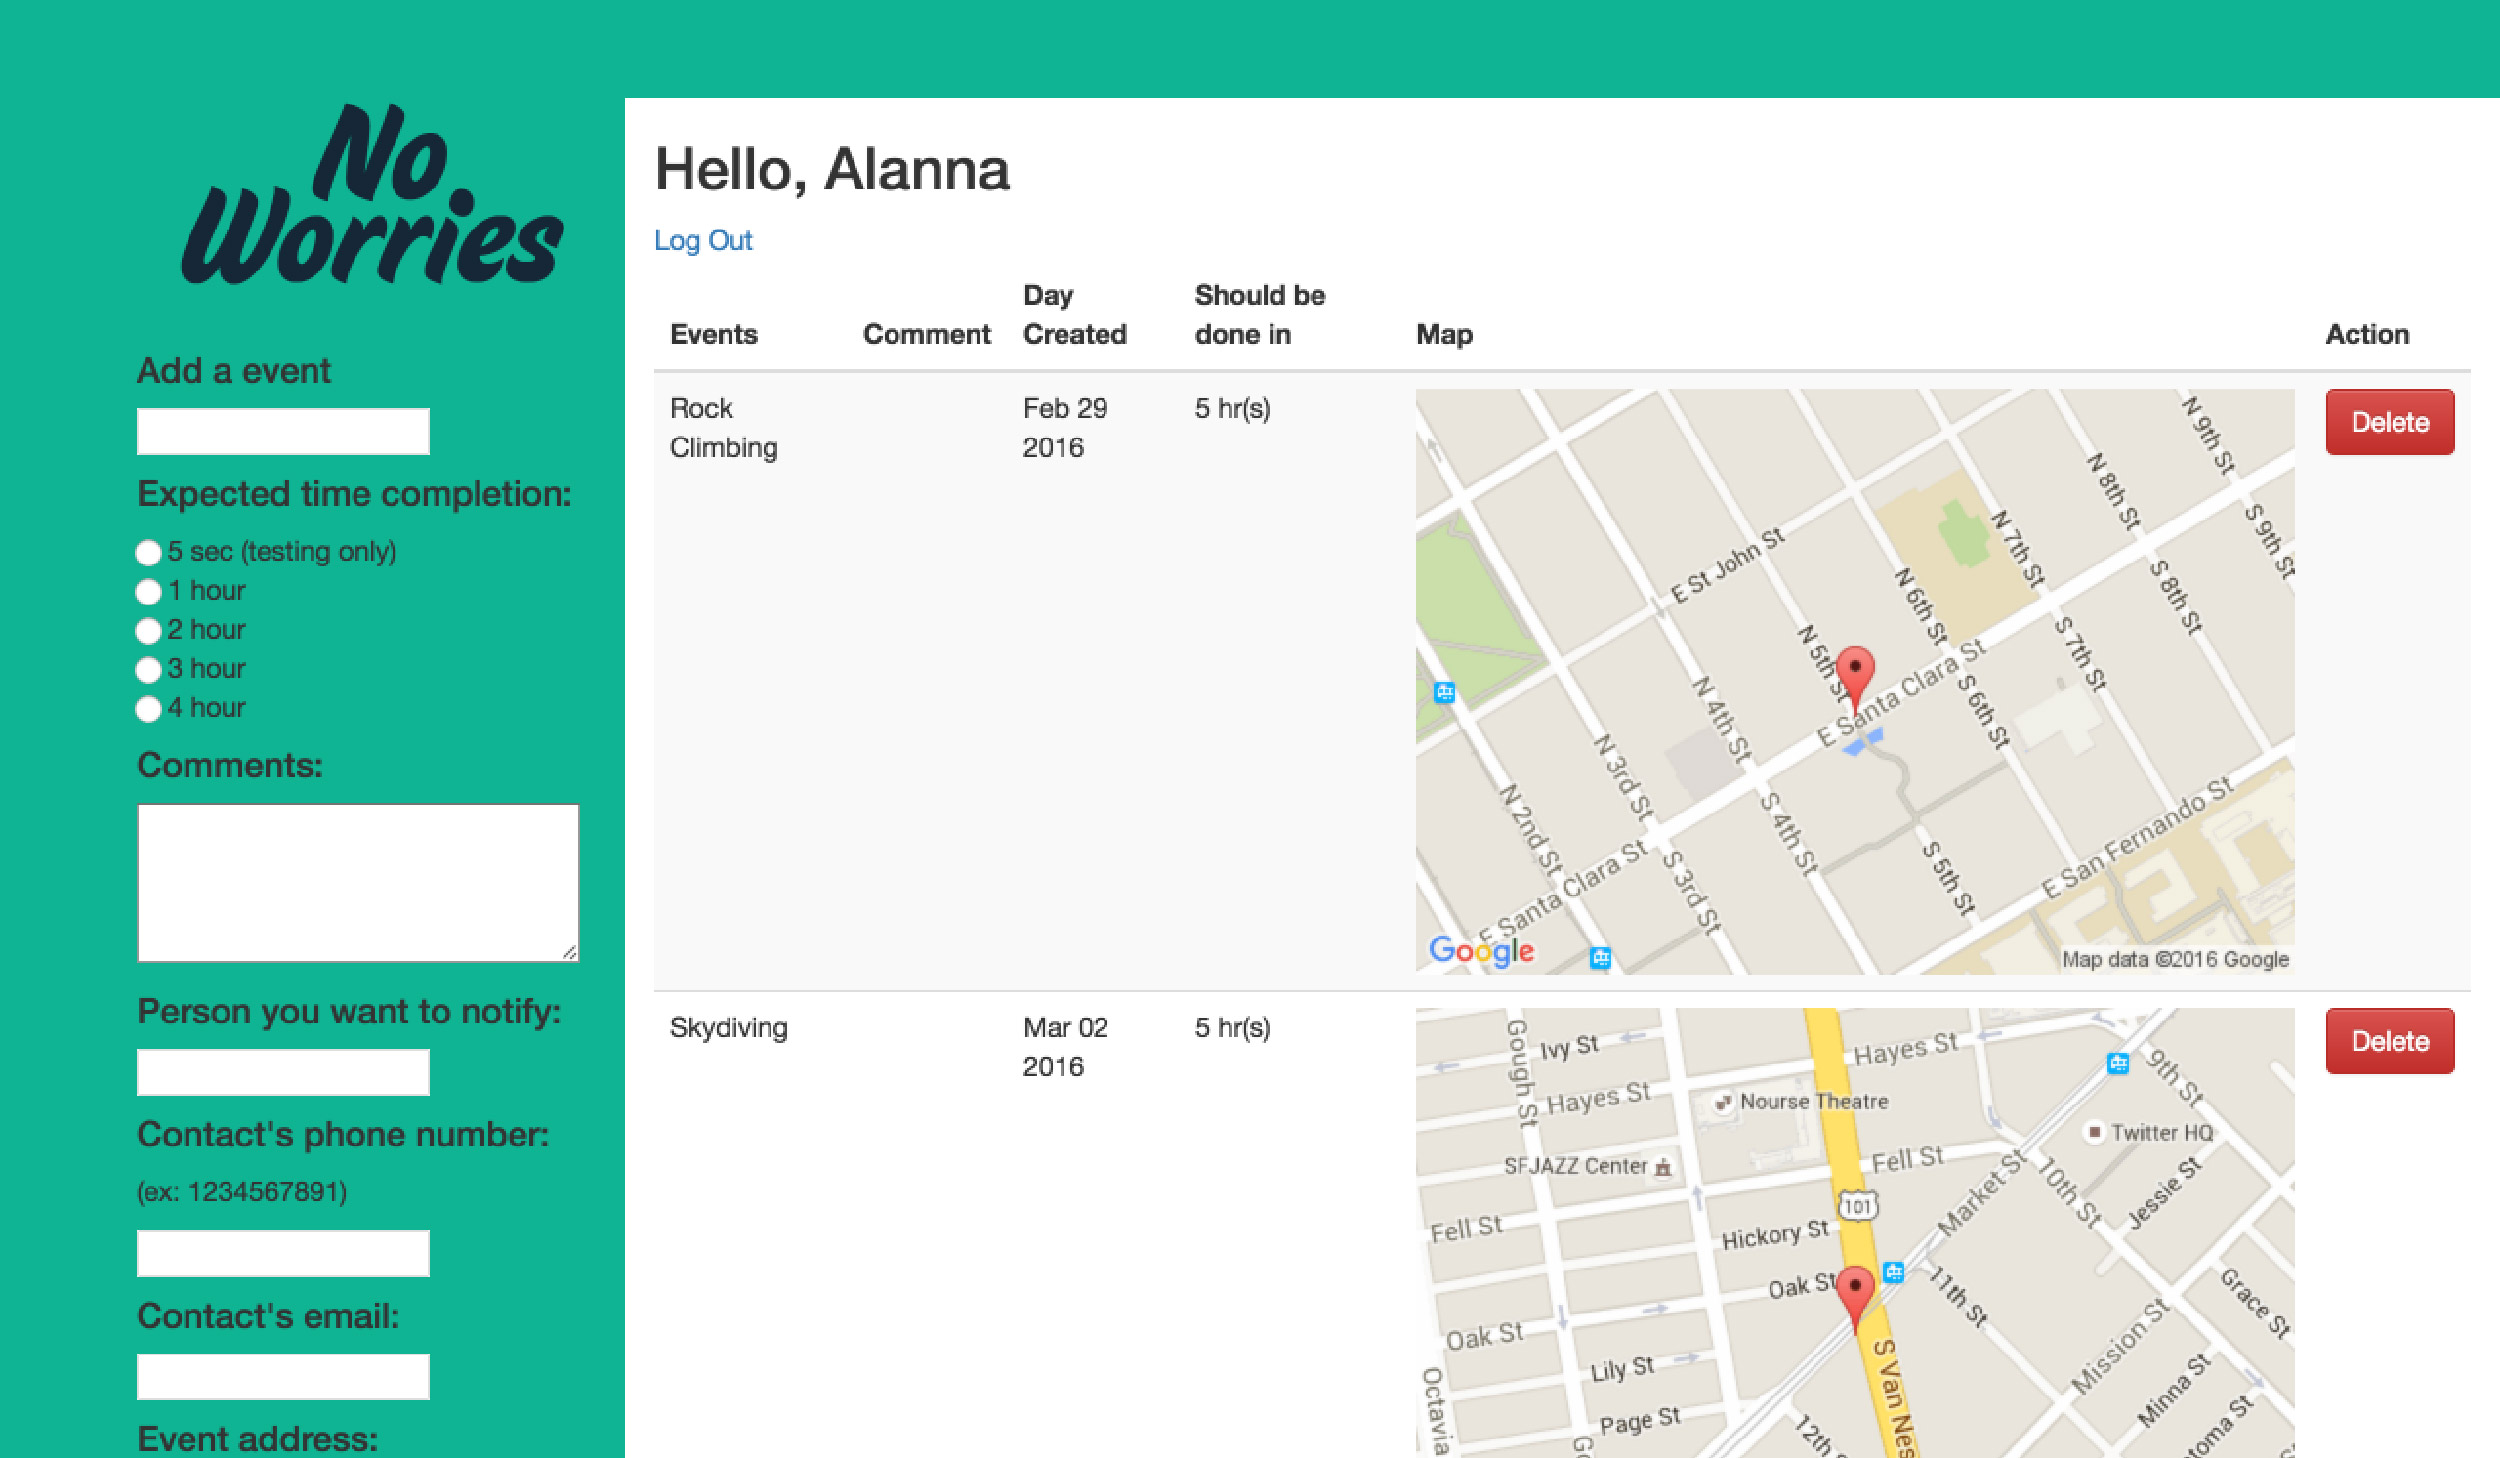 No
Worries
Add a event
Expected time completion:
5 sec (testing only)
1 hour
2 hour
3 hour
4 hour
Comments:
Person you want to notify:
Contact's phone number:
(ex: 1234567891)
Contact's email:
Event address:
Hello, Alanna
Log Out
Events
Comment
Day
Created
Should be
done in
Map
Action
Rock
Climbing
Feb 29
2016
5 hr(s)
N 9th St
N 8th St
S 9th St
N 7th St
E St John St
S 8th St
N 6th St
N 5th St
S 7th St
E Santa Clara St
S 6th St
N 4th St
N 3rd St
S 4th St
N 2nd St
E San Fernando St
S 5th St
E Santa Clara St
S 3rd St
Google
Map data ©2016 Google
Delete
Skydiving
Mar 02
2016
5 hr(s)
Gough St
Ivy St
Hayes St
Hayes St
9th St
Nourse Theatre
Twitter HQ
SFJAZZ Center
Fell St
Market St
10th St
Jessie St
101
Fell St
Hickory St
Oak St
11th St
Grace St
Oak St
Mission St
S Van Nes
Lily St
Minna St
Octavia
Page St
12th
toma St
Delete